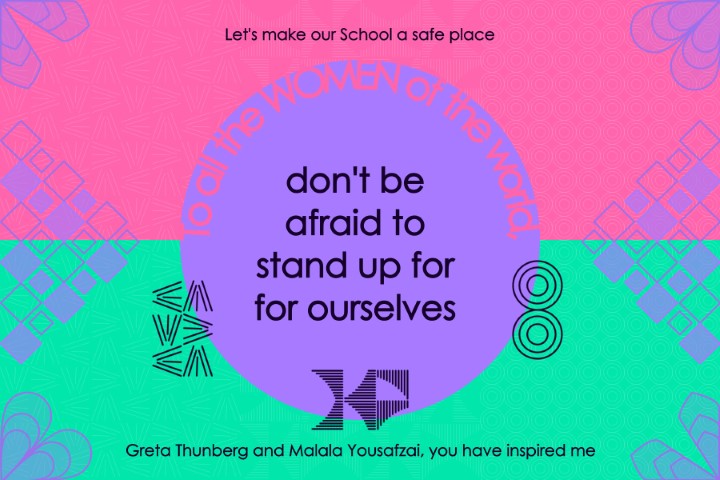 Let's make our School a safe place
To all the WOMEN of the world,
don't be
afraid to
stand up for
for ourselves
Greta Thunberg and Malala Yousafzai, you have inspired me